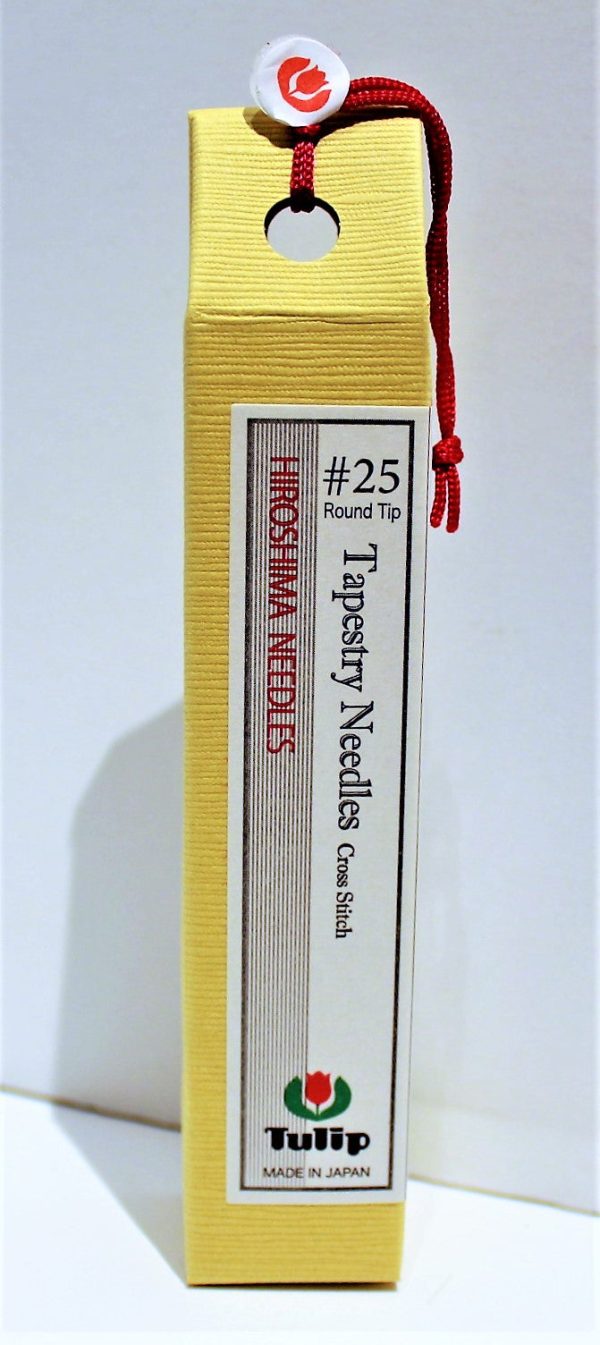 #25
Round Tip
Tapestry Needles Cross Stitch
HIROSHIMA NEEDLES
Tulip
MADE IN JAPAN